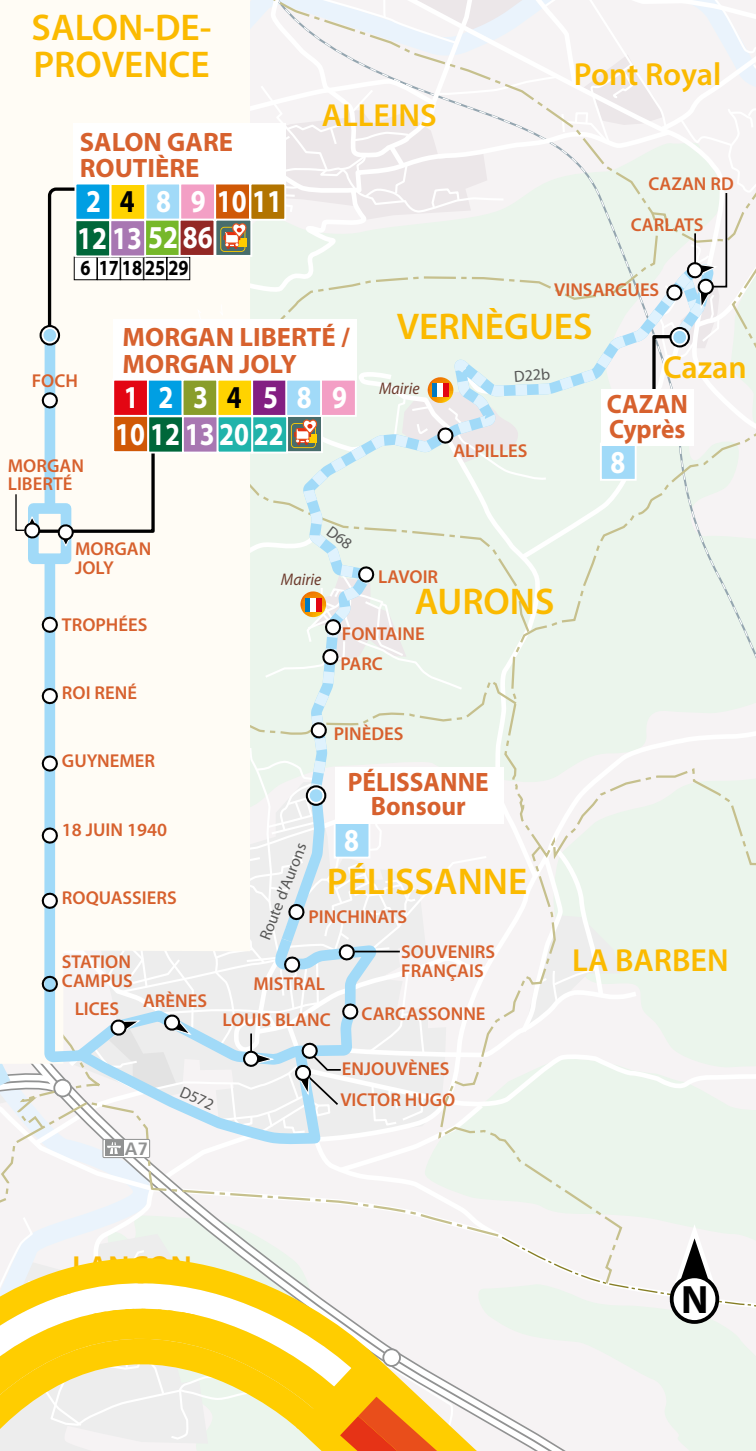 SALON-DE-
PROVENCE
Pont Royal
ALLEINS
SALON GARE
ROUTIÈRE
2 4 8 9 10 11
12 13 52 86
6 17 18 25 29
CAZAN RD
CARLATS
VINSARGUES
VERNÈGUES
MORGAN LIBERTÉ /
MORGAN JOLY
1 2 3 4 5 8 9
10 12 13 20 22
Cazan
D22b
Mairie
CAZAN
Cyprès
8
FOCH
ALPILLES
MORGAN
LIBERTÉ
MORGAN
JOLY
D68
LAVOIR
Mairie
AURONS
TROPHÉES
FONTAINE
PARC
ROI RENÉ
PINÈDES
GUYNEMER
PÉLISSANNE
Bonsour
8
18 JUIN 1940
Route d'Aurons
PÉLISSANNE
ROQUASSIERS
PINCHINATS
SOUVENIRS
FRANÇAIS
LA BARBEN
STATION
CAMPUS
MISTRAL
LICES
ARÈNES
LOUIS BLANC
CARCASSONNE
ENJOUVÈNES
VICTOR HUGO
D572
A7
LANÇON
N